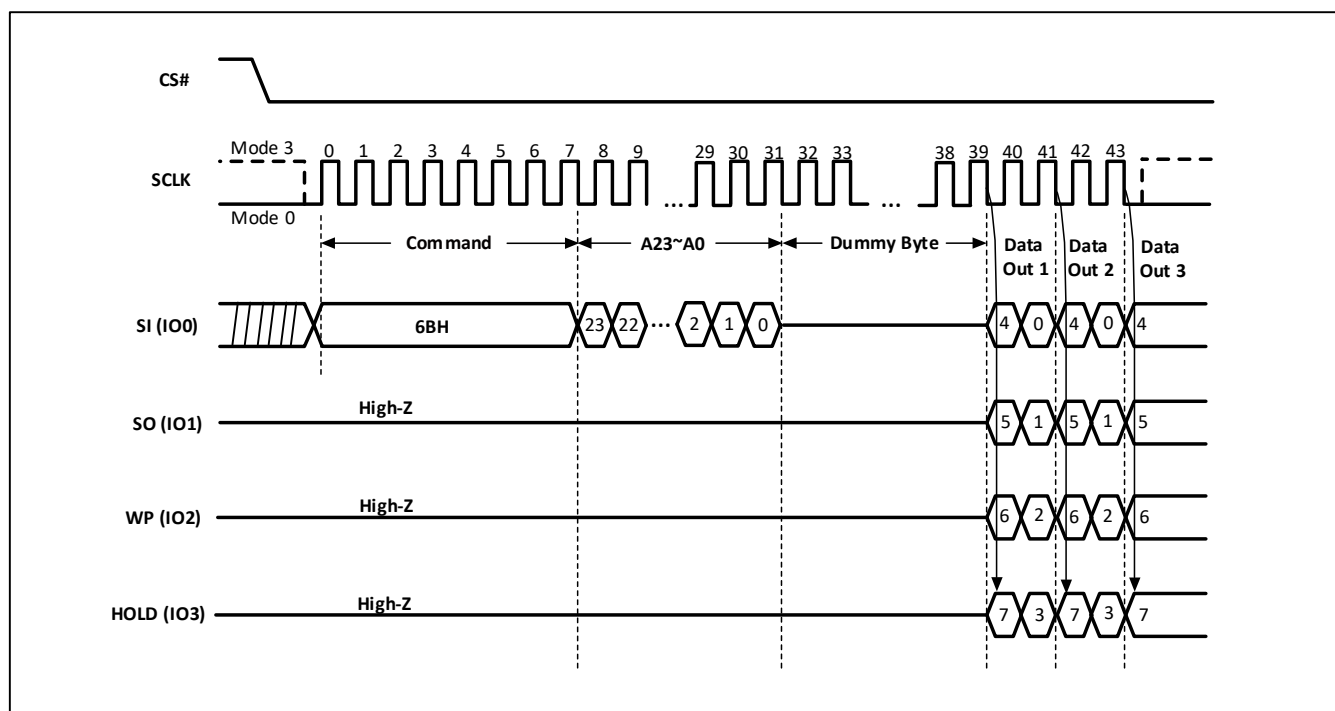 CS#
Mode 3
0 1 2 3 4 5 6 7 8 9 29 30 31 32 33 38 39 40 41 42 43
SCLK
... ...
Mode 0
Command A23~A0 Dummy Byte Data Out 1 Data Out 2 Data Out 3
SI (IO0) 6BH 23 22 ... 2 1 0 4 0 4 0 4
High-Z
SO (IO1) 5 1 5 1 5
High-Z
WP (IO2) 6 2 6 2 6
High-Z
HOLD (IO3) 7 3 7 3 7